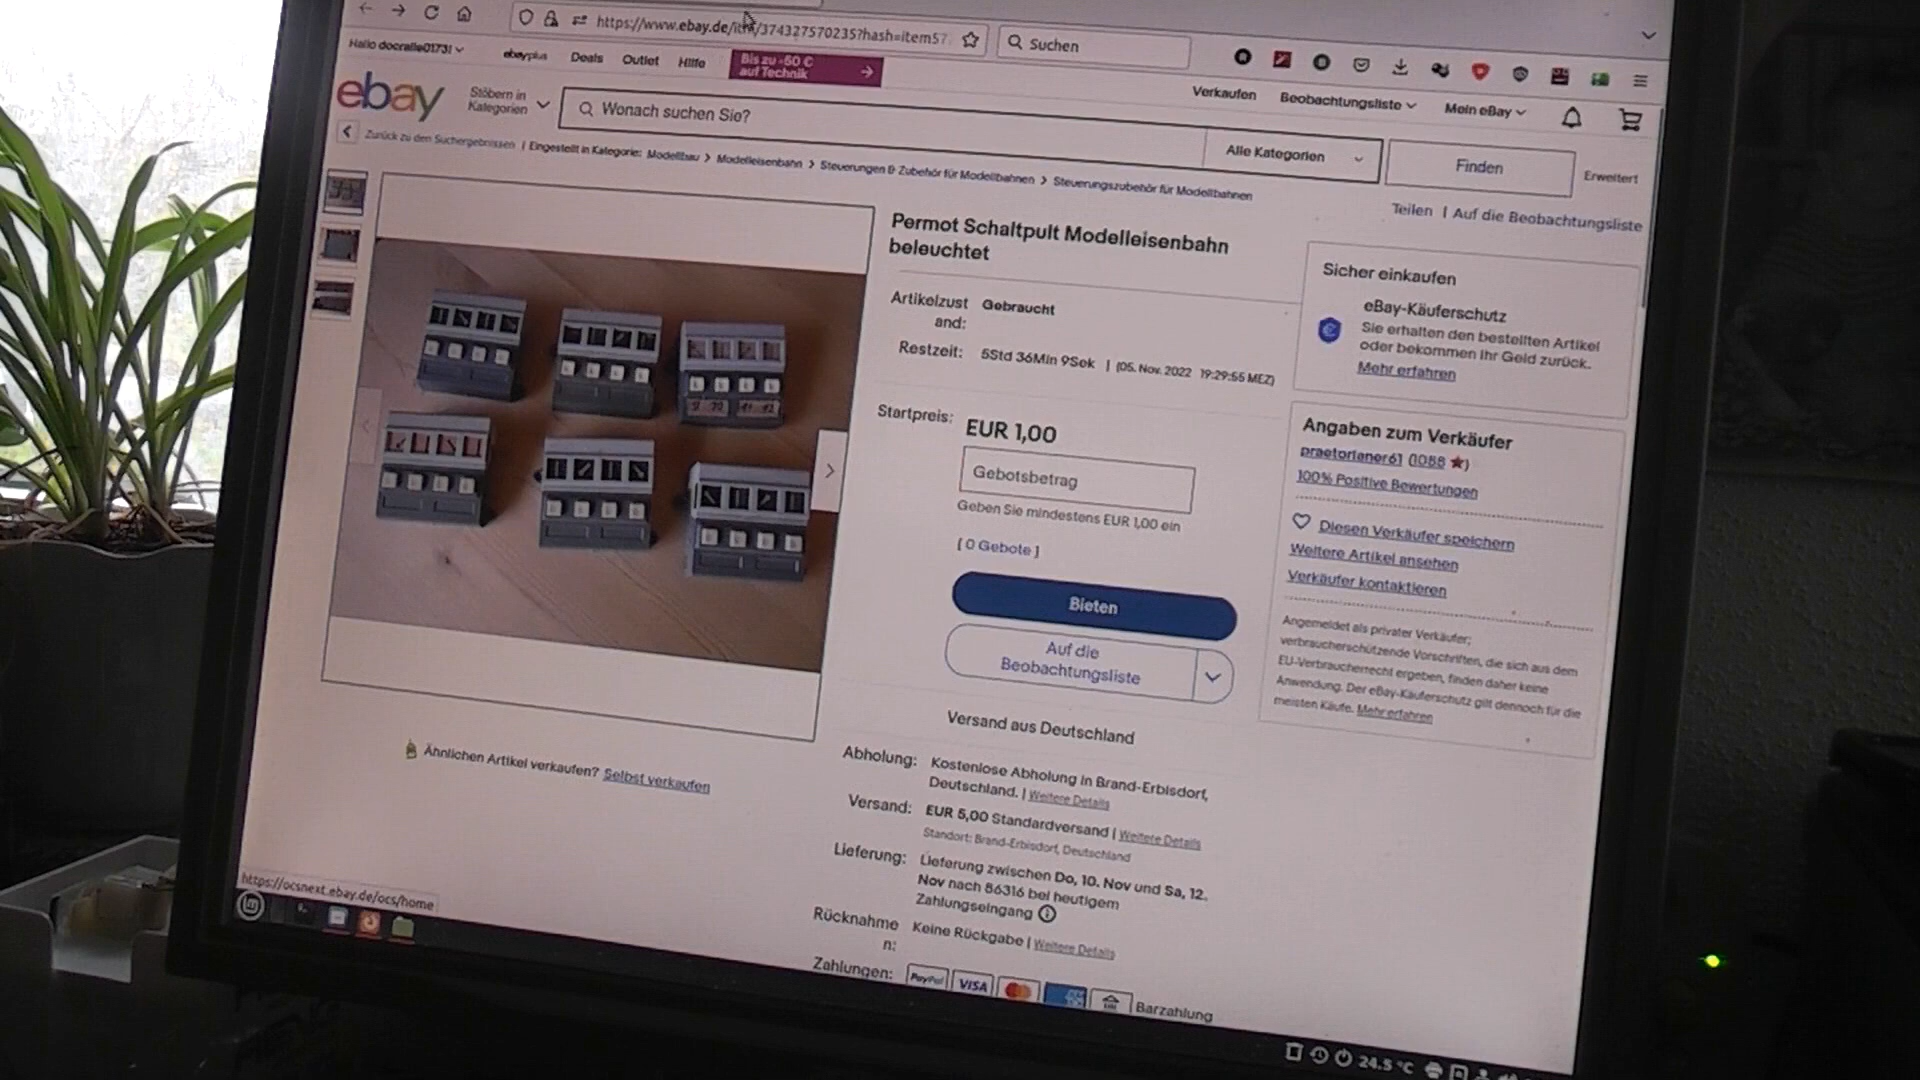 https://www.ebay.de/itm/374327570235?hash=item57
Suchen
Hallo docralle0173!
ebayplus
Deals
Outlet
Hilfe
Bis zu -50 €
auf Technik
Verkaufen
Beobachtungsliste
Mein eBay
ebay
Stöbern in
Kategorien
Wonach suchen Sie?
Alle Kategorien
Finden
Erweitert
Zurück zu den Suchergebnissen | Eingestellt in Kategorie: Modellbau > Modelleisenbahn > Steuerungen & Zubehör für Modellbahnen > Steuerungszubehör für Modellbahnen
Teilen | Auf die Beobachtungsliste
Permot Schaltpult Modelleisenbahn
beleuchtet
Artikelzust
and:
Gebraucht
Restzeit:
5Std 36Min 9Sek | (05. Nov. 2022 19:29:55 MEZ)
Startpreis:
EUR 1,00
Gebotsbetrag
Geben Sie mindestens EUR 1,00 ein
[ 0 Gebote ]
Bieten
Auf die
Beobachtungsliste
Versand aus Deutschland
Abholung:
Kostenlose Abholung in Brand-Erbisdorf,
Deutschland. | Weitere Details
Versand:
EUR 5,00 Standardversand | Weitere Details
Standort: Brand-Erbisdorf, Deutschland
Lieferung:
Lieferung zwischen Do, 10. Nov und Sa, 12.
Nov nach 86316 bei heutigem
Zahlungseingang
Rücknahme
n:
Keine Rückgabe | Weitere Details
Zahlungen:
PayPal
VISA
Barzahlung
Sicher einkaufen
eBay-Käuferschutz
Sie erhalten den bestellten Artikel
oder bekommen Ihr Geld zurück.
Mehr erfahren
Angaben zum Verkäufer
praetorianer61 (1058)
100% Positive Bewertungen
Diesen Verkäufer speichern
Weitere Artikel ansehen
Verkäufer kontaktieren
Angemeldet als privater Verkäufer;
verbraucherschützende Vorschriften, die sich aus dem
EU-Verbraucherrecht ergeben, finden daher keine
Anwendung. Der eBay-Käuferschutz gilt dennoch für die
meisten Käufe. Mehr erfahren
Ähnlichen Artikel verkaufen? Selbst verkaufen
https://ocsnext.ebay.de/ocs/home
24.5 °C